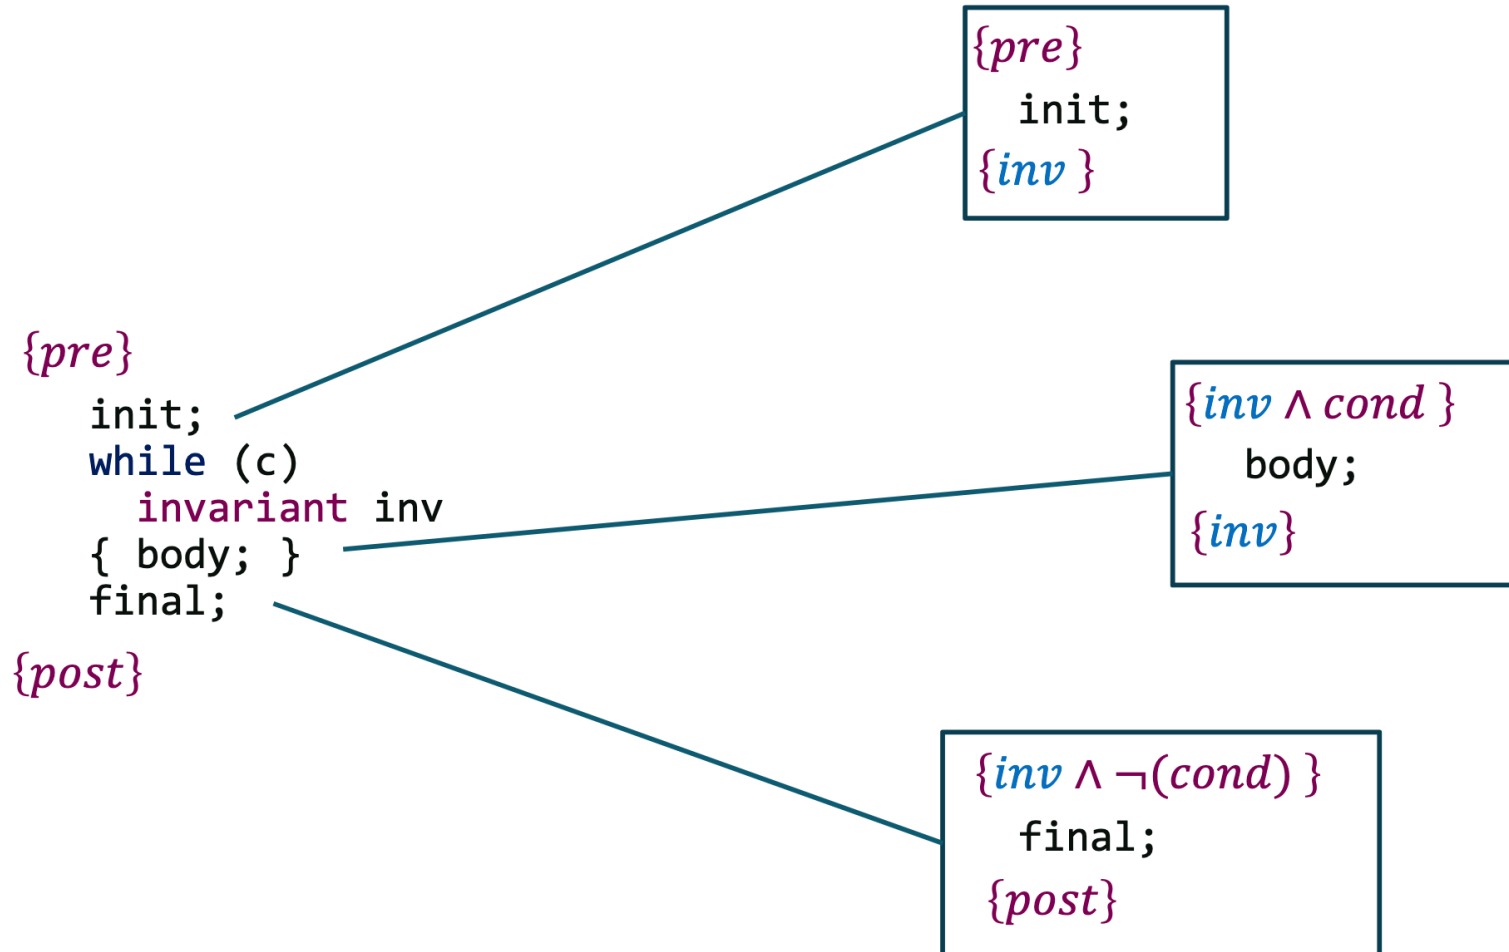 {pre}
init;
while (c)
invariant inv
{ body; }
final;
{post}
{pre}
init;
{inv }
{inv ∧ cond }
body;
{inv}
{inv ∧ ¬(cond) }
final;
{post}